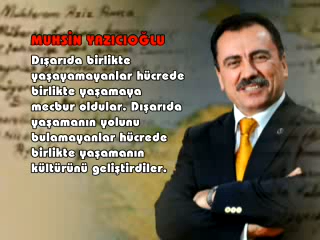 MUHSİN YAZICIOĞLU
Dışarıda birlikte
yaşayamayanlar hücrede
birlikte yaşamaya
mecbur oldular. Dışarıda
yaşamanın yolunu
bulamayanlar hücrede
birlikte yaşamanın
kültürünü geliştirdiler.